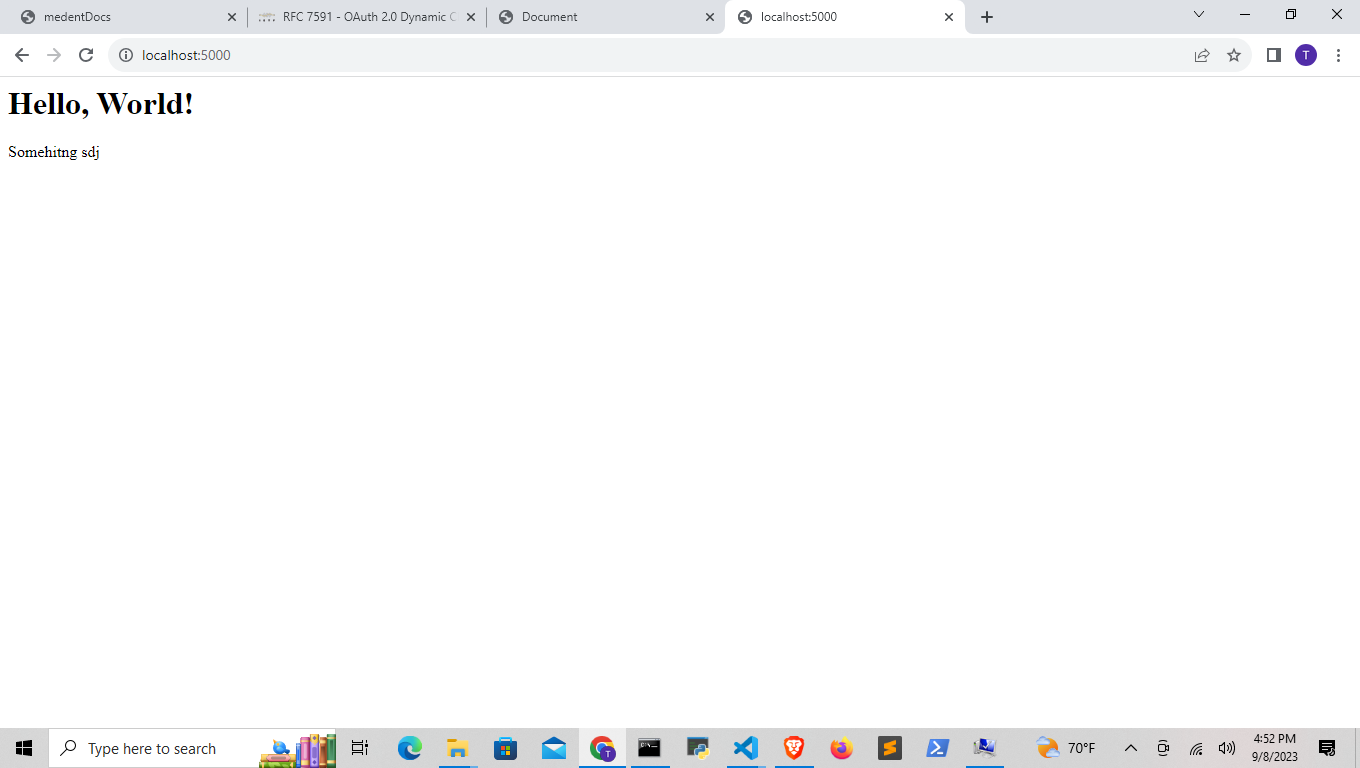 medentDocs
RFC 7591 - OAuth 2.0 Dynamic C
Document
localhost:5000
localhost:5000
T
Hello, World!
Somehitng sdj
Type here to search
T
70°F
4:52 PM
9/8/2023